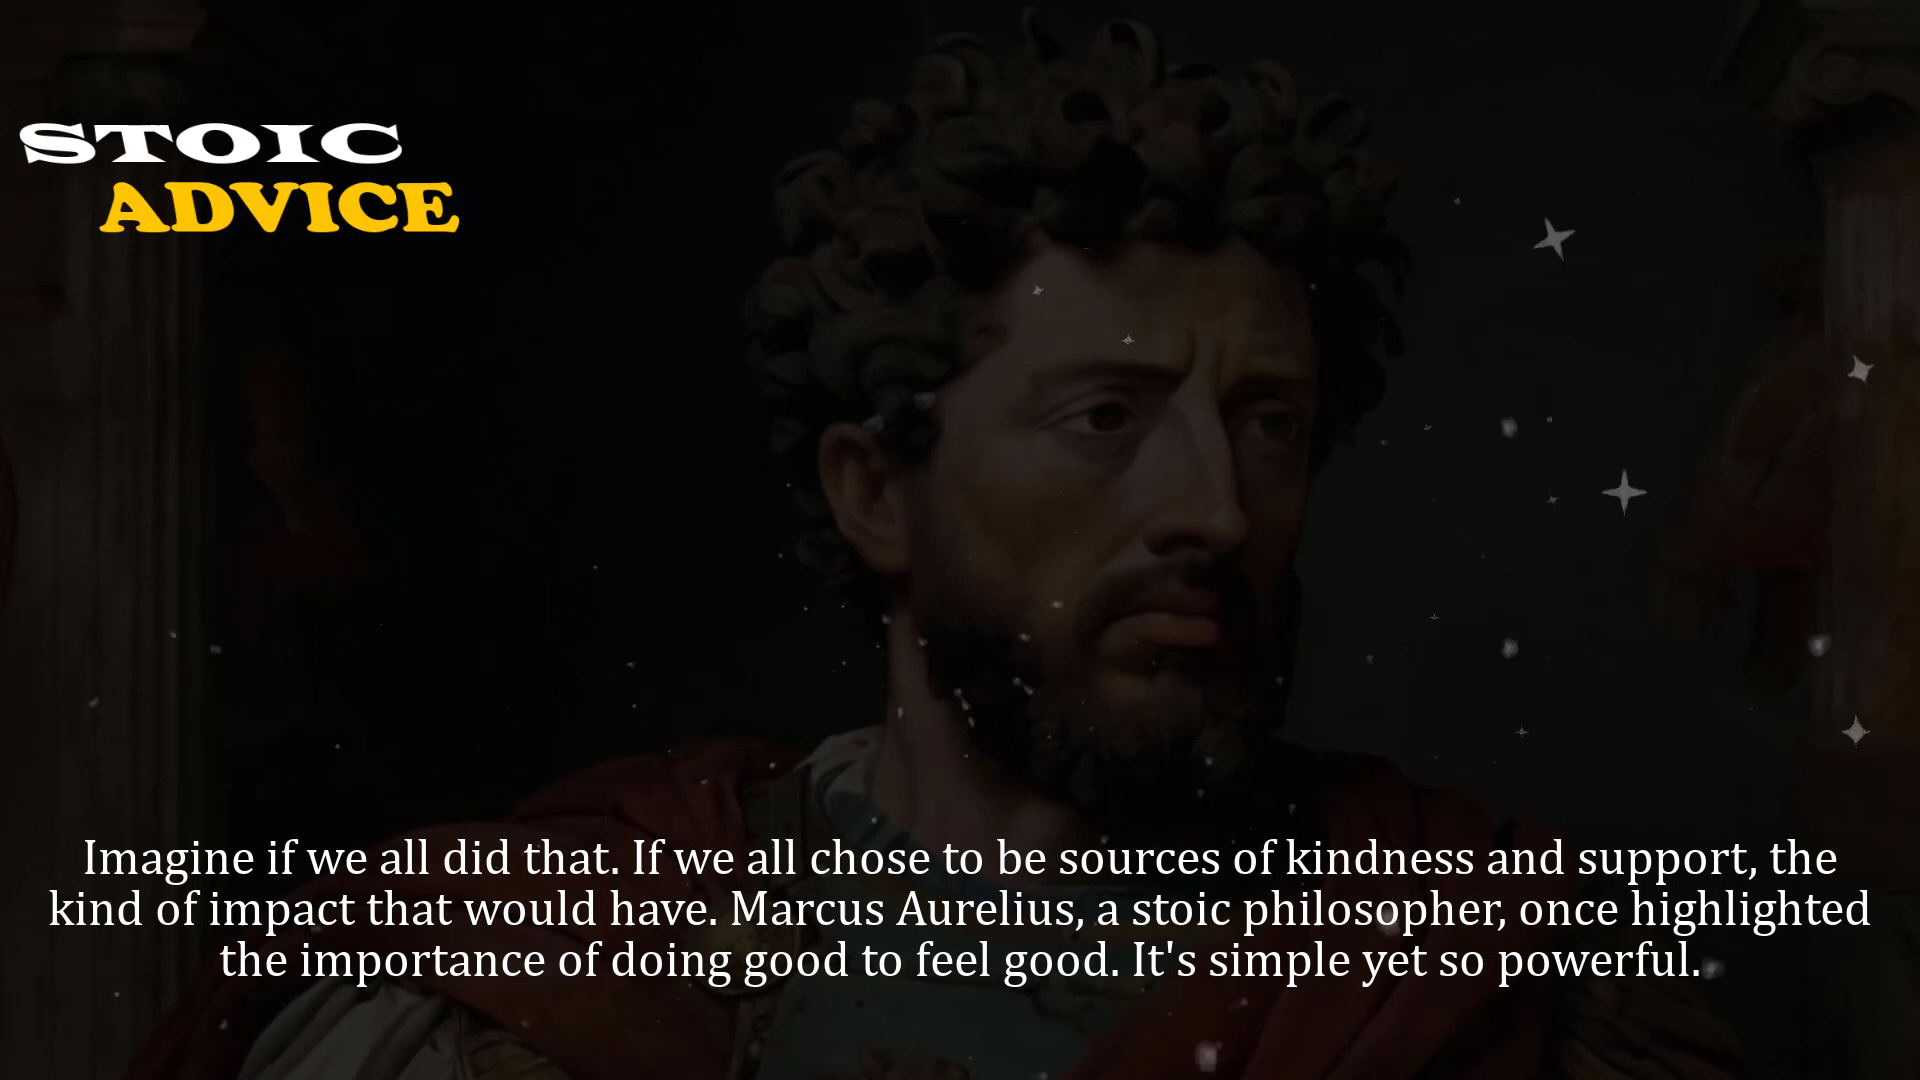 STOIC
ADVICE
Imagine if we all did that. If we all chose to be sources of kindness and support, the
kind of impact that would have. Marcus Aurelius, a stoic philosopher, once highlighted
the importance of doing good to feel good. It's simple yet so powerful.